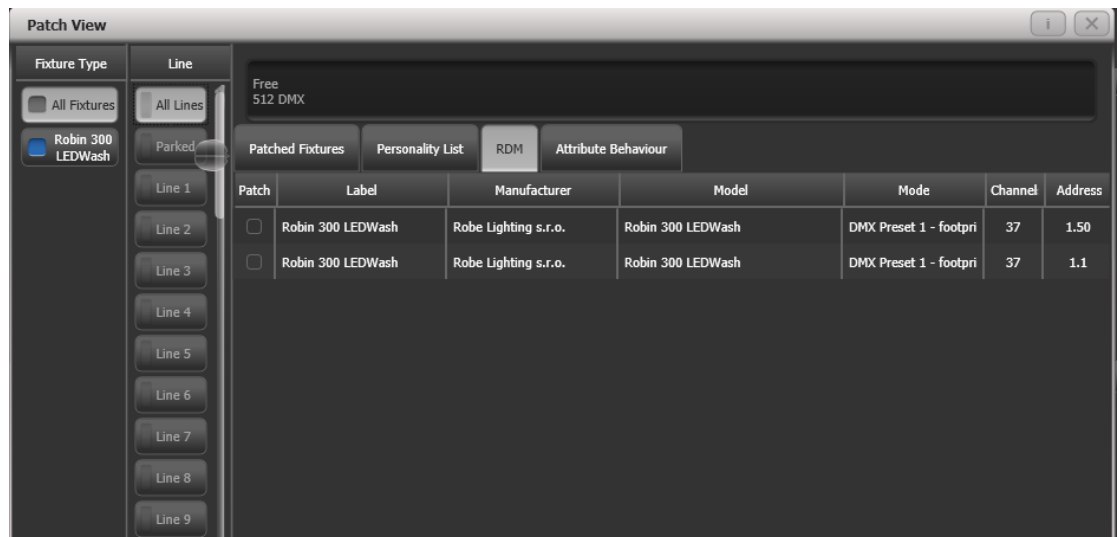 Patch View
i
Fixture Type
Line
All Fixtures
Robin 300
LEDWash
All Lines
Parked
Line 1
Line 2
Line 3
Line 4
Line 5
Line 6
Line 7
Line 8
Line 9
Free
512 DMX
Patched Fixtures
Personality List
RDM
Attribute Behaviour
Patch Label Manufacturer Model Mode Channel Address
Robin 300 LEDWash Robe Lighting s.r.o. Robin 300 LEDWash DMX Preset 1 - footpri 37 1.50
Robin 300 LEDWash Robe Lighting s.r.o. Robin 300 LEDWash DMX Preset 1 - footpri 37 1.1